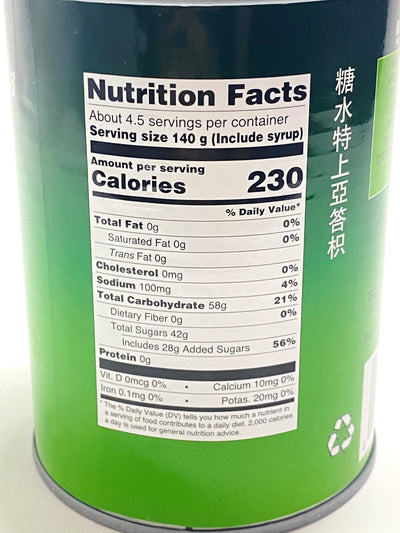 Nutrition Facts
About 4.5 servings per container
Serving size 140 g (Include syrup)
Amount per serving
Calories 230
% Daily Value*
Total Fat 0g 0%
Saturated Fat 0g 0%
Trans Fat 0g
Cholesterol 0mg 0%
Sodium 100mg 4%
Total Carbohydrate 58g 21%
Dietary Fiber 0g 0%
Total Sugars 42g
Includes 28g Added Sugars 56%
Protein 0g
Vit. D 0mcg 0% • Calcium 10mg 0%
Iron 0.1mg 0% • Potas. 20mg 0%
*The % Daily Value (DV) tells you how much a nutrient in
a serving of food contributes to a daily diet. 2,000 calories
a day is used for general nutrition advice.
糖水特上亞答枳